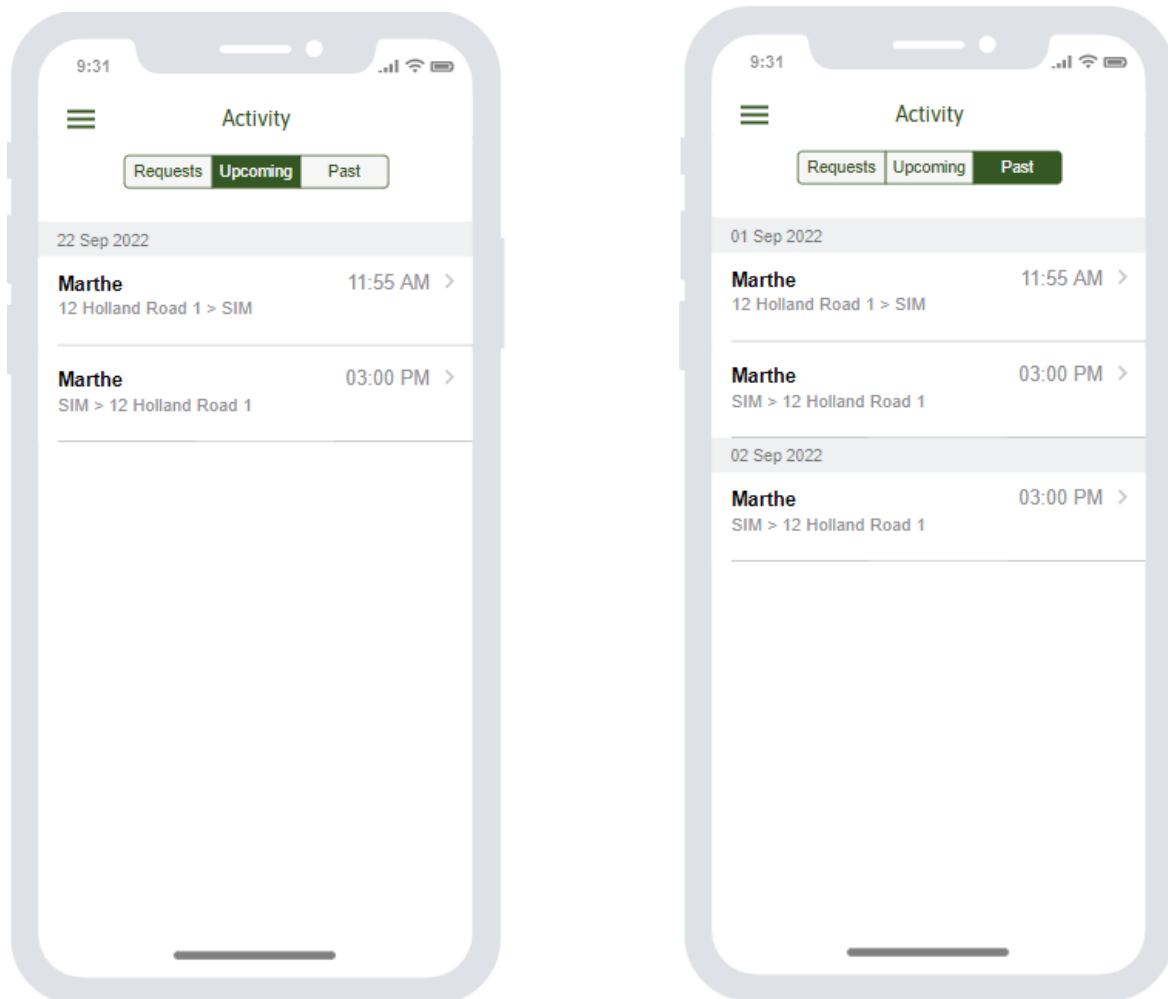 9:31
Activity
Requests Upcoming Past
22 Sep 2022
Marthe 11:55 AM >
12 Holland Road 1 > SIM
Marthe 03:00 PM >
SIM > 12 Holland Road 1
9:31
Activity
Requests Upcoming Past
01 Sep 2022
Marthe 11:55 AM >
12 Holland Road 1 > SIM
Marthe 03:00 PM >
SIM > 12 Holland Road 1
02 Sep 2022
Marthe 03:00 PM >
SIM > 12 Holland Road 1